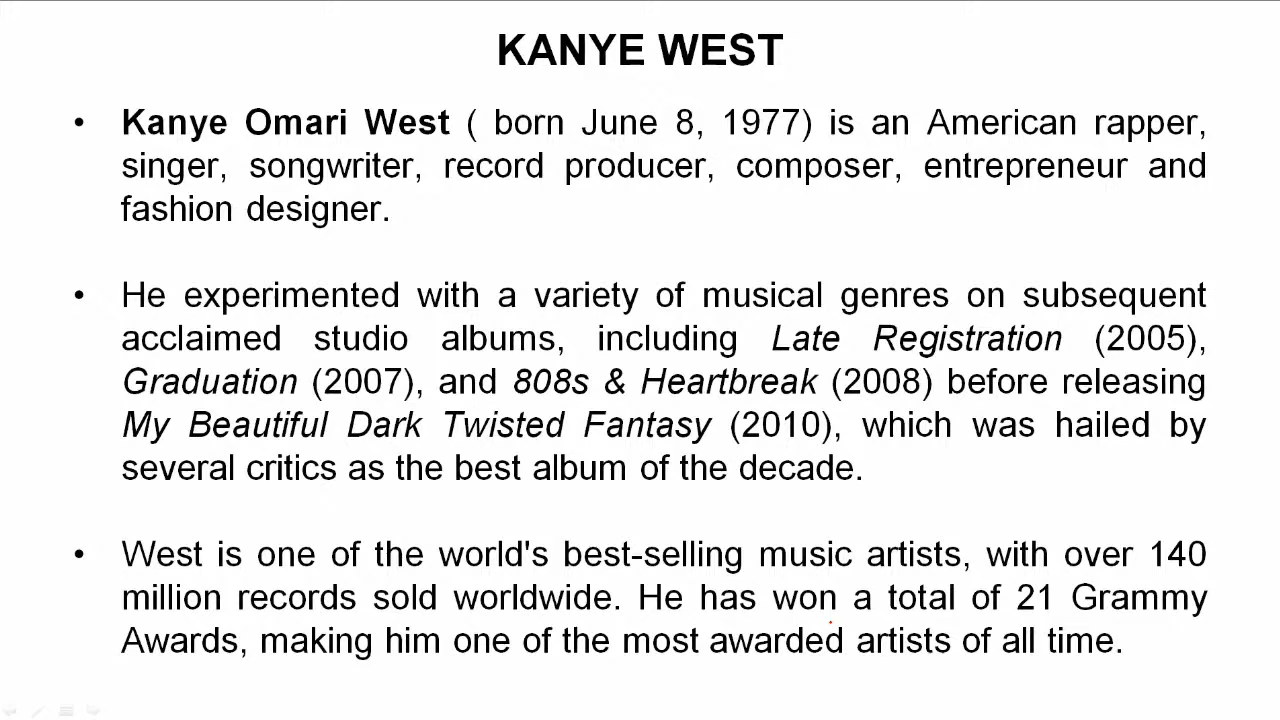 KANYE WEST
• Kanye Omari West ( born June 8, 1977) is an American rapper,
singer, songwriter, record producer, composer, entrepreneur and
fashion designer.
• He experimented with a variety of musical genres on subsequent
acclaimed studio albums, including Late Registration (2005),
Graduation (2007), and 808s & Heartbreak (2008) before releasing
My Beautiful Dark Twisted Fantasy (2010), which was hailed by
several critics as the best album of the decade.
• West is one of the world's best-selling music artists, with over 140
million records sold worldwide. He has won a total of 21 Grammy
Awards, making him one of the most awarded artists of all time.